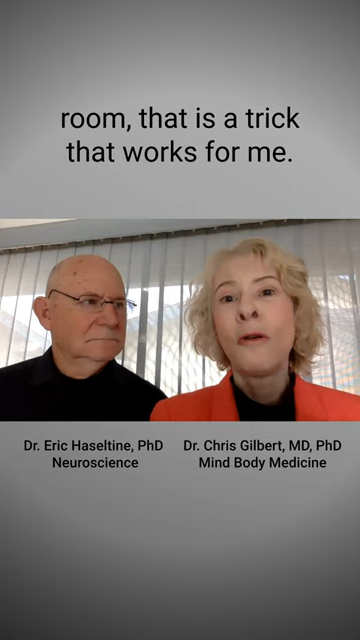 room, that is a trick
that works for me.
Dr. Eric Haseltine, PhD
Neuroscience
Dr. Chris Gilbert, MD, PhD
Mind Body Medicine